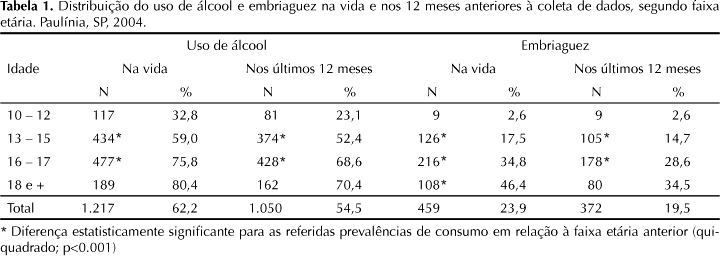 Tabela 1. Distribuição do uso de álcool e embriaguez na vida e nos 12 meses anteriores à coleta de dados, segundo faixa
etária. Paulínia, SP, 2004.
Uso de álcool Embriaguez
Idade Na vida Nos últimos 12 meses Na vida Nos últimos 12 meses
N % N % N % N %
10 – 12 117 32,8 81 23,1 9 2,6 9 2,6
13 – 15 434* 59,0 374* 52,4 126* 17,5 105* 14,7
16 – 17 477* 75,8 428* 68,6 216* 34,8 178* 28,6
18 e + 189 80,4 162 70,4 108* 46,4 80 34,5
Total 1.217 62,2 1.050 54,5 459 23,9 372 19,5
* Diferença estatisticamente significante para as referidas prevalências de consumo em relação à faixa etária anterior (qui-
quadrado; p<0.001)